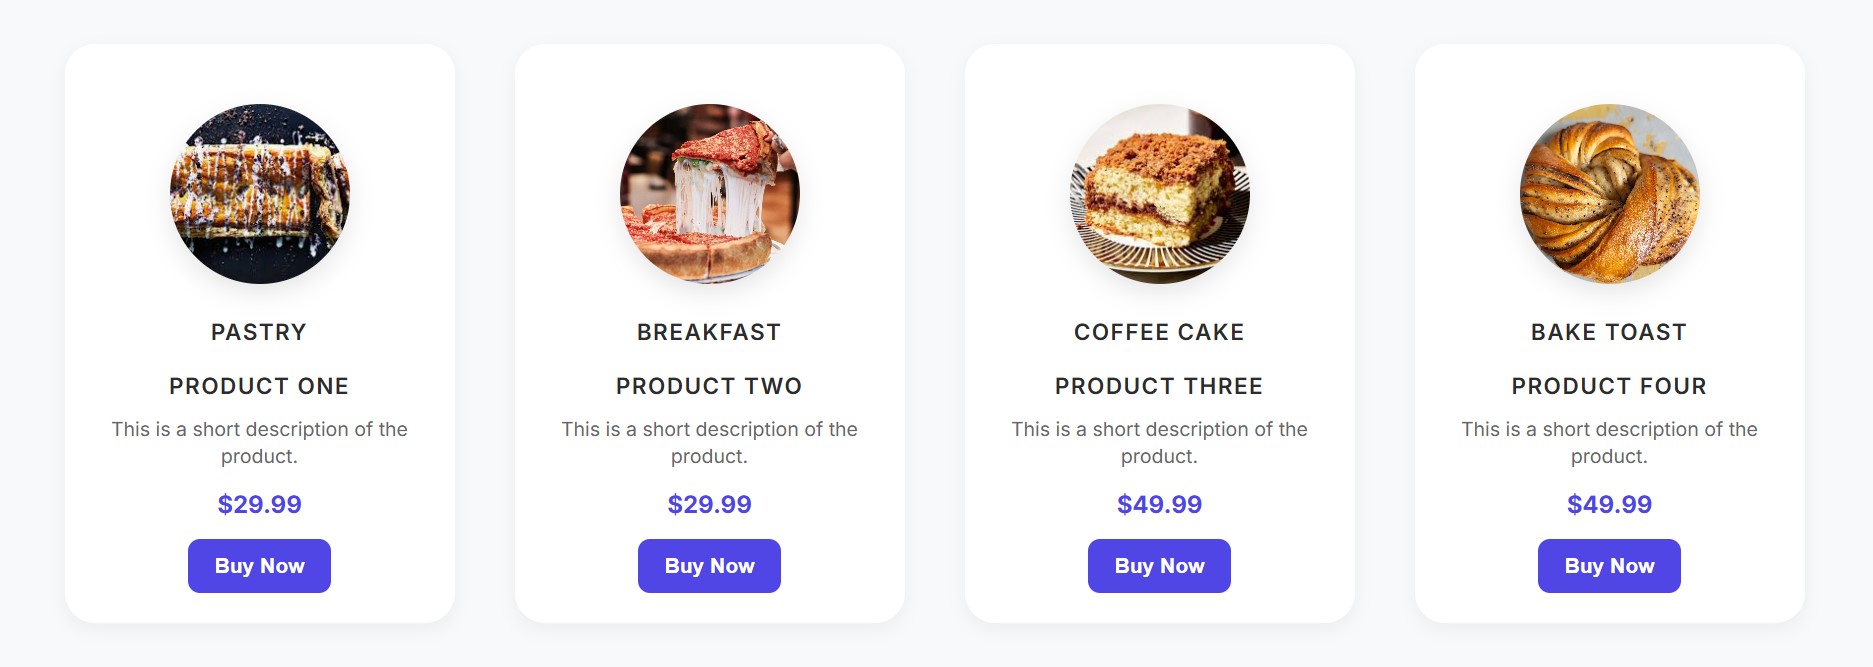 PASTRY
PRODUCT ONE
This is a short description of the
product.
$29.99
Buy Now
BREAKFAST
PRODUCT TWO
This is a short description of the
product.
$29.99
Buy Now
COFFEE CAKE
PRODUCT THREE
This is a short description of the
product.
$49.99
Buy Now
BAKE TOAST
PRODUCT FOUR
This is a short description of the
product.
$49.99
Buy Now